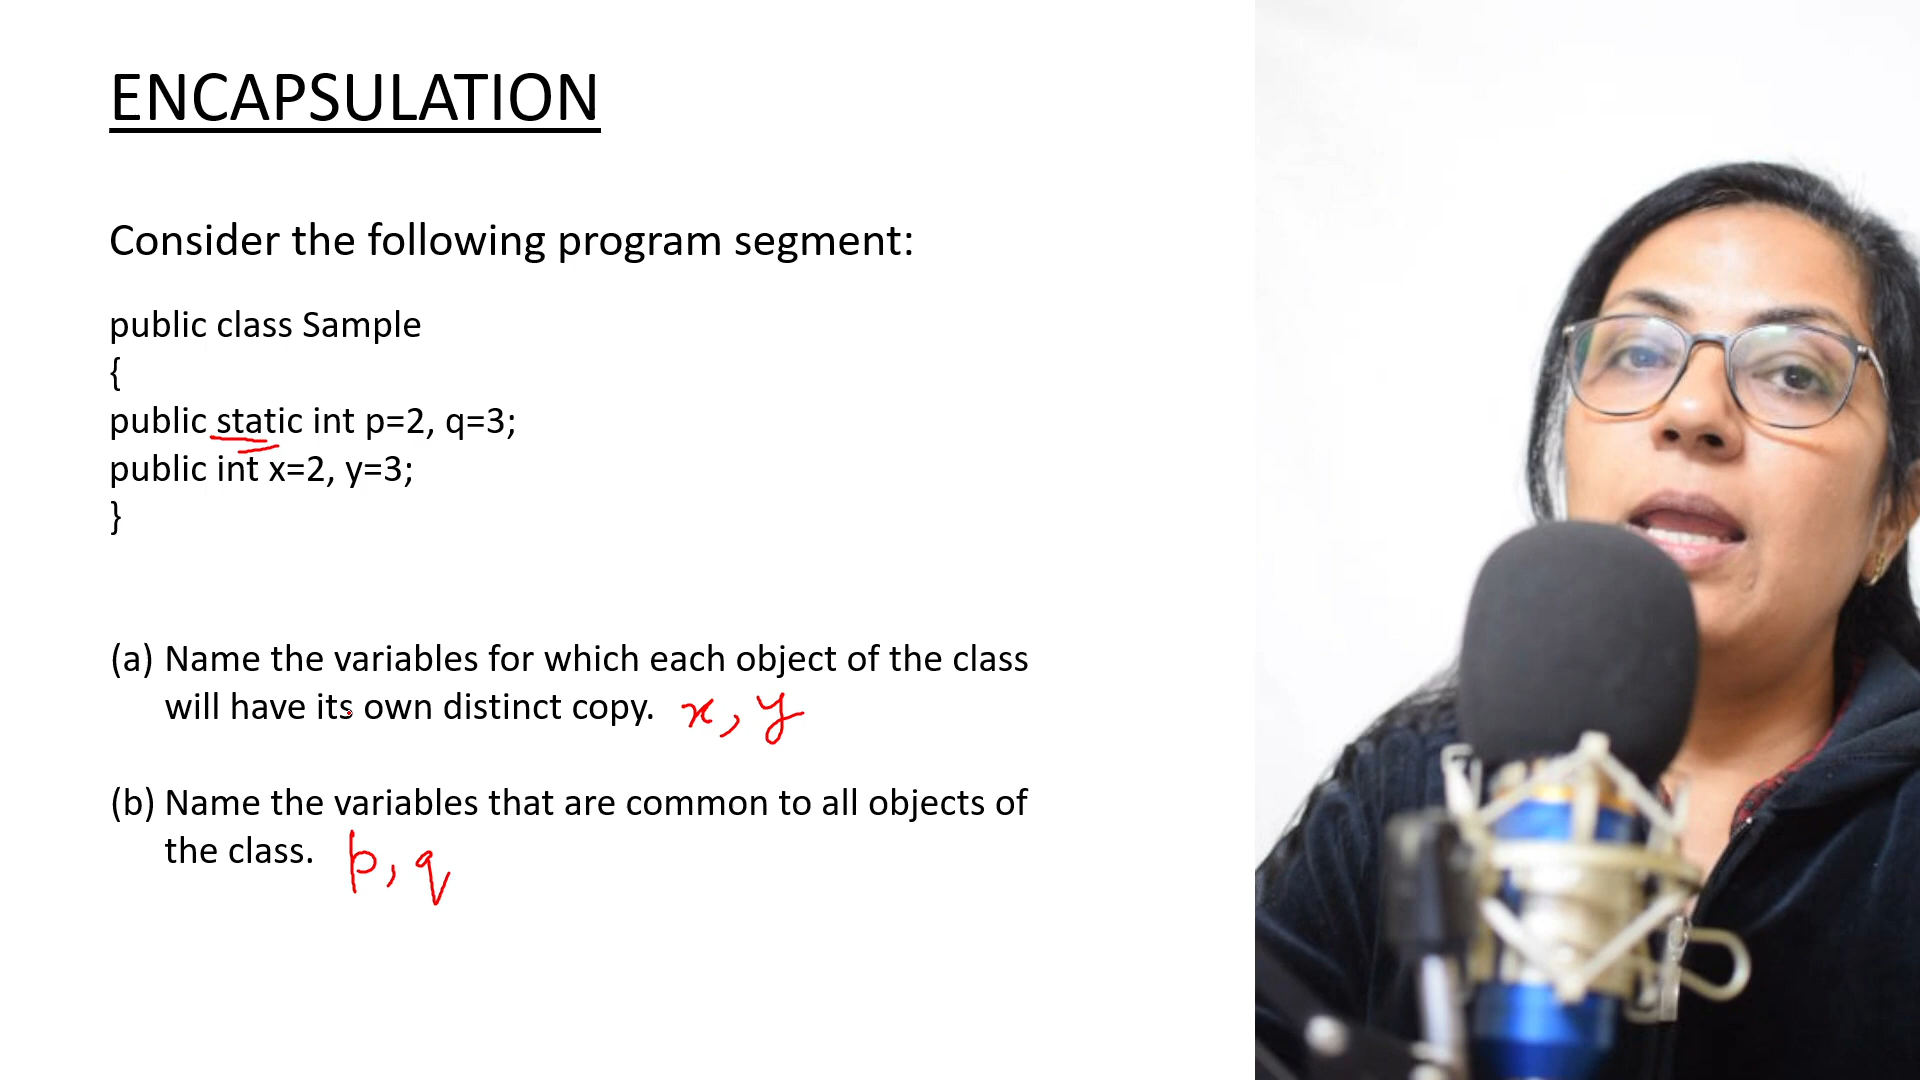 ENCAPSULATION
Consider the following program segment:
public class Sample
{
public static int p=2, q=3;
public int x=2, y=3;
}
(a) Name the variables for which each object of the class
will have its own distinct copy. x, y
(b) Name the variables that are common to all objects of
the class. p, q